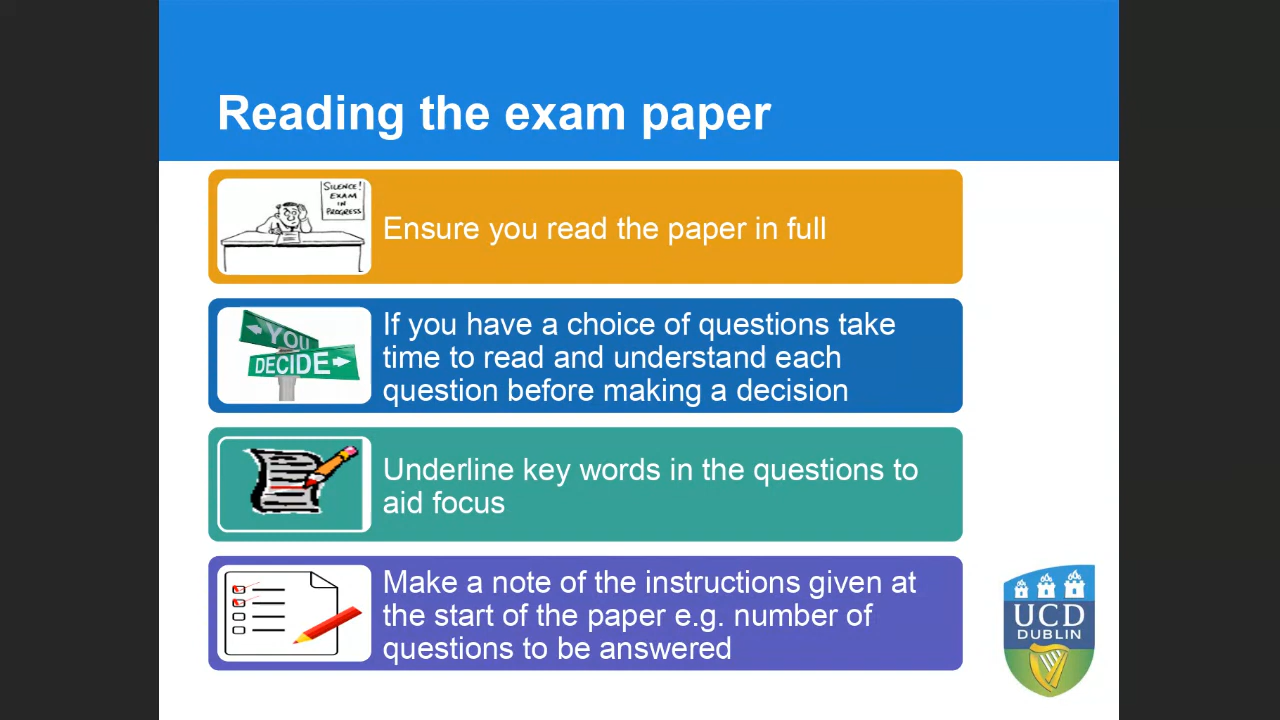 Reading the exam paper
SILENCE!
EXAM
IN
PROGRESS
Ensure you read the paper in full
YOU
DECIDE
If you have a choice of questions take
time to read and understand each
question before making a decision
Underline key words in the questions to
aid focus
Make a note of the instructions given at
the start of the paper e.g. number of
questions to be answered
UCD
DUBLIN